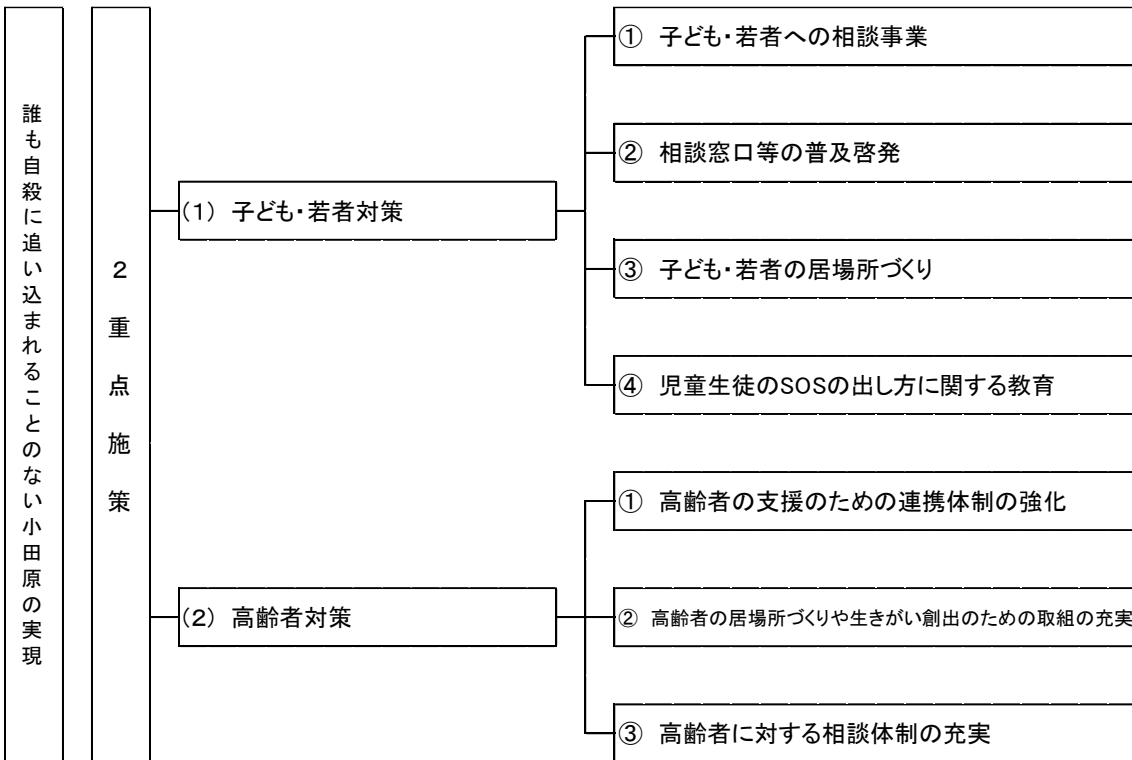 誰も自殺に追い込まれることのない小田原の実現
２重点施策
(１) 子ども・若者対策
① 子ども・若者への相談事業
② 相談窓口等の普及啓発
③ 子ども・若者の居場所づくり
④ 児童生徒のSOSの出し方に関する教育
(２) 高齢者対策
① 高齢者の支援のための連携体制の強化
② 高齢者の居場所づくりや生きがい創出のための取組の充実
③ 高齢者に対する相談体制の充実